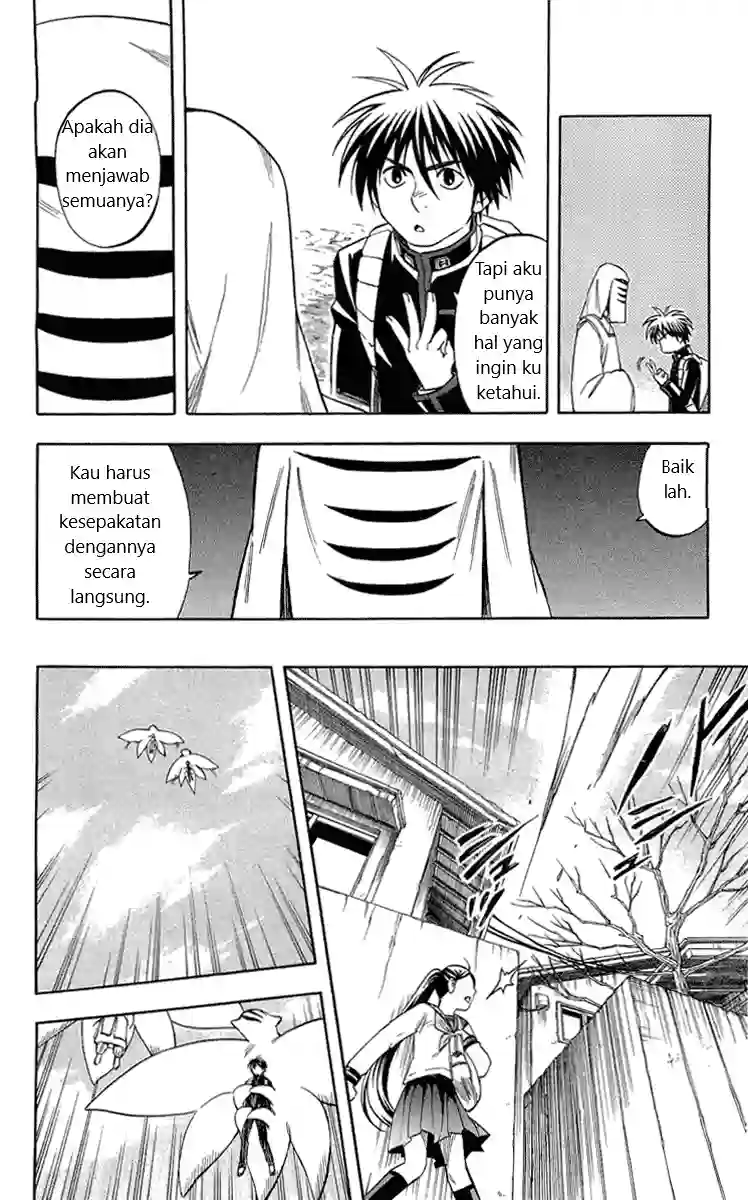 Tapi aku
punya
banyak
hal yang
ingin ku
ketahui.
Apakah dia
akan
menjawab
semuanya?
Baik
lah.
Kau harus
membuat
kesepakatan
dengannya
secara
langsung.